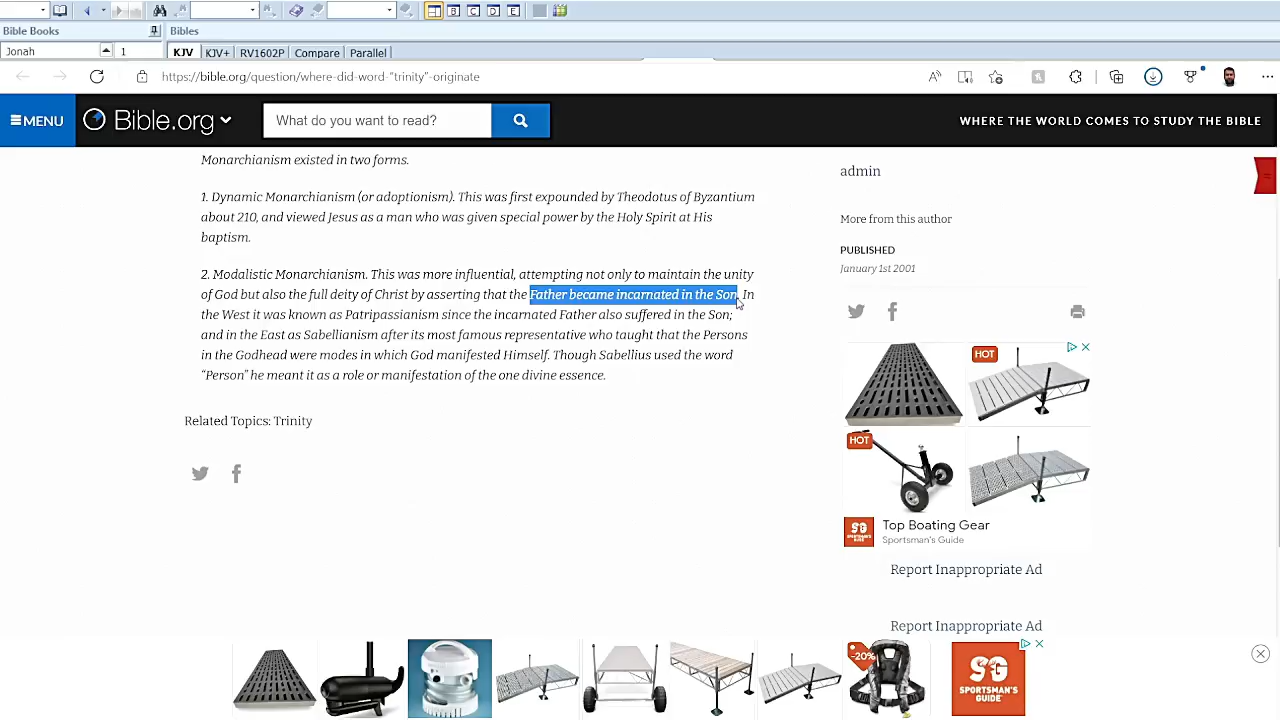 Bible Books
Bibles
Jonah
1
KJV
KJV+
RV1602P
Compare
Parallel
B
C
D
E
https://bible.org/question/where-did-word-"trinity"-originate
MENU
Bible.org
What do you want to read?
WHERE THE WORLD COMES TO STUDY THE BIBLE
Monarchianism existed in two forms.
1. Dynamic Monarchianism (or adoptionism). This was first expounded by Theodotus of Byzantium
about 210, and viewed Jesus as a man who was given special power by the Holy Spirit at His
baptism.
2. Modalistic Monarchianism. This was more influential, attempting not only to maintain the unity
of God but also the full deity of Christ by asserting that the Father became incarnated in the Son. In
the West it was known as Patripassianism since the incarnated Father also suffered in the Son;
and in the East as Sabellianism after its most famous representative who taught that the Persons
in the Godhead were modes in which God manifested Himself. Though Sabellius used the word
“Person” he meant it as a role or manifestation of the one divine essence.
Related Topics: Trinity
admin
More from this author
PUBLISHED
January 1st 2001
HOT
HOT
SG
SPORTSMAN'S
GUIDE
Top Boating Gear
Sportsman's Guide
Report Inappropriate Ad
Report Inappropriate Ad
-20%
SG
SPORTSMAN'S
GUIDE